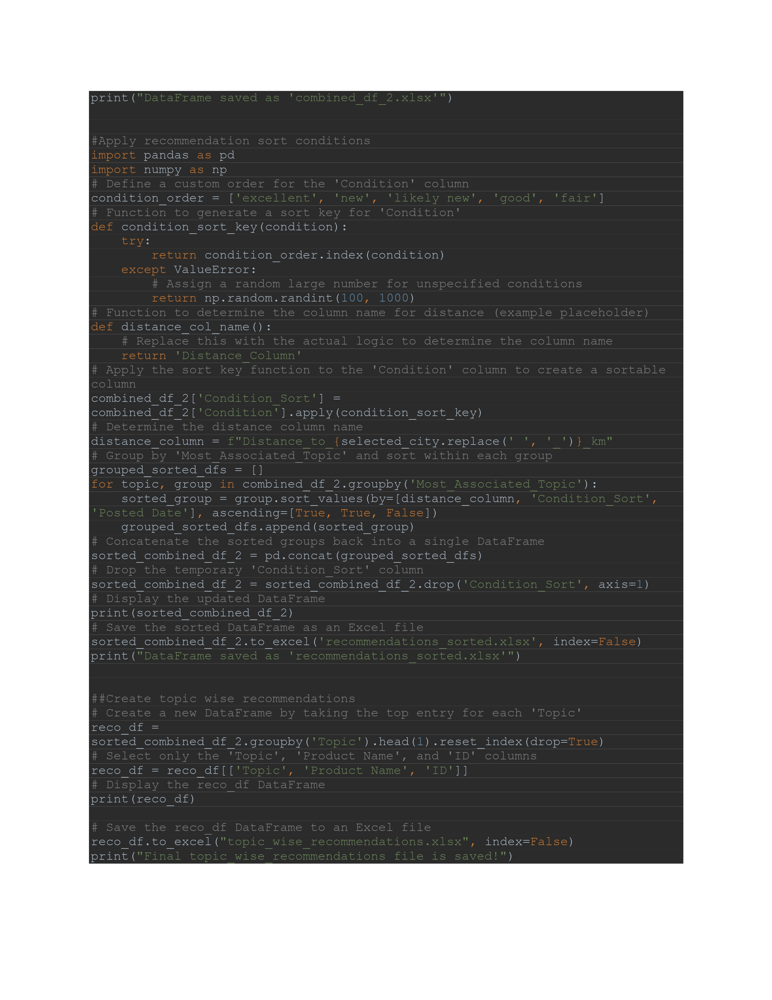 print("DataFrame saved as 'combined_df_2.xlsx'")
#Apply recommendation sort conditions
import pandas as pd
import numpy as np
# Define a custom order for the 'Condition' column
condition_order = ['excellent', 'new', 'likely new', 'good', 'fair']
# Function to generate a sort key for 'Condition'
def condition_sort_key(condition):
    try:
        return condition_order.index(condition)
    except ValueError:
        # Assign a random large number for unspecified conditions
        return np.random.randint(100, 1000)
# Function to determine the column name for distance (example placeholder)
def distance_col_name():
    # Replace this with the actual logic to determine the column name
    return 'Distance_Column'
# Apply the sort key function to the 'Condition' column to create a sortable
column
combined_df_2['Condition_Sort'] =
combined_df_2['Condition'].apply(condition_sort_key)
# Determine the distance column name
distance_column = f"Distance_to_{selected_city.replace(' ', '_')}_km"
# Group by 'Most_Associated_Topic' and sort within each group
grouped_sorted_dfs = []
for topic, group in combined_df_2.groupby('Most_Associated_Topic'):
    sorted_group = group.sort_values(by=[distance_column, 'Condition_Sort',
'Posted Date'], ascending=[True, True, False])
    grouped_sorted_dfs.append(sorted_group)
# Concatenate the sorted groups back into a single DataFrame
sorted_combined_df_2 = pd.concat(grouped_sorted_dfs)
# Drop the temporary 'Condition_Sort' column
sorted_combined_df_2 = sorted_combined_df_2.drop('Condition_Sort', axis=1)
# Display the updated DataFrame
print(sorted_combined_df_2)
# Save the sorted DataFrame as an Excel file
sorted_combined_df_2.to_excel('recommendations_sorted.xlsx', index=False)
print("DataFrame saved as 'recommendations_sorted.xlsx'")
##Create topic wise recommendations
# Create a new DataFrame by taking the top entry for each 'Topic'
reco_df =
sorted_combined_df_2.groupby('Topic').head(1).reset_index(drop=True)
# Select only the 'Topic', 'Product Name', and 'ID' columns
reco_df = reco_df[['Topic', 'Product Name', 'ID']]
# Display the reco_df DataFrame
print(reco_df)
# Save the reco_df DataFrame to an Excel file
reco_df.to_excel("topic_wise_recommendations.xlsx", index=False)
print("Final topic_wise_recommendations file is saved!")